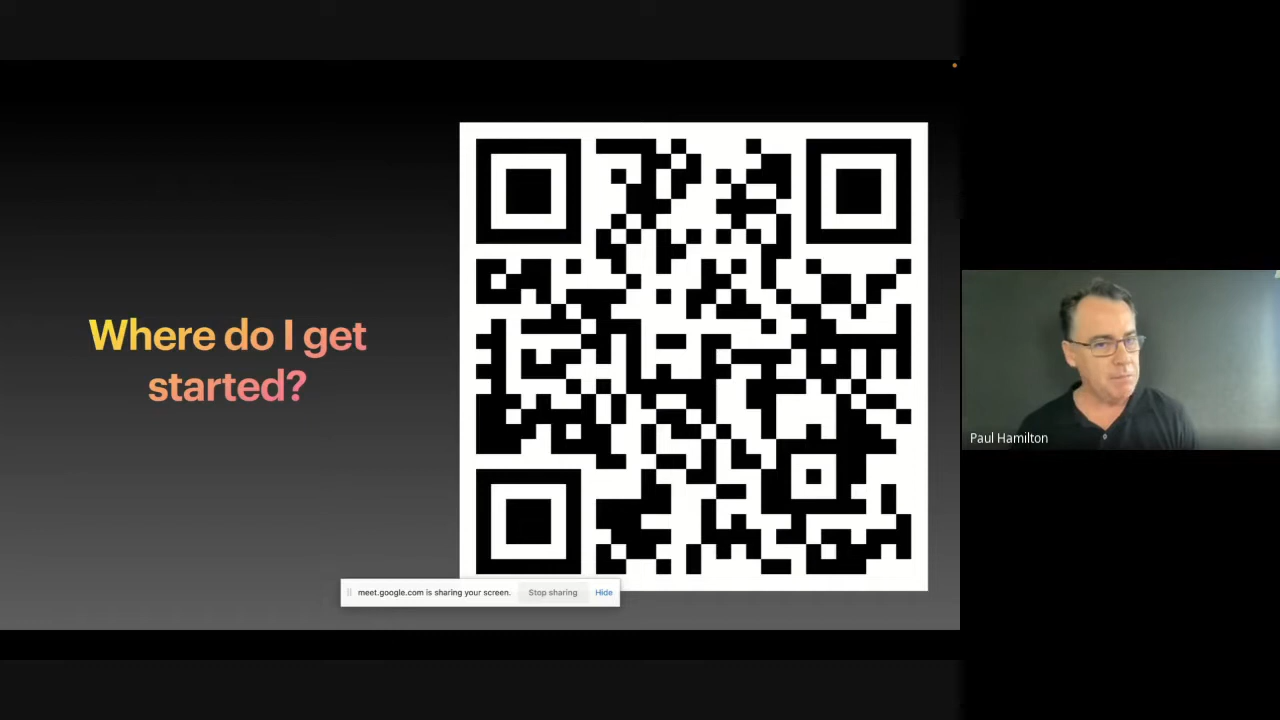 Where do I get
started?
meet.google.com is sharing your screen.
Stop sharing
Hide
Paul Hamilton